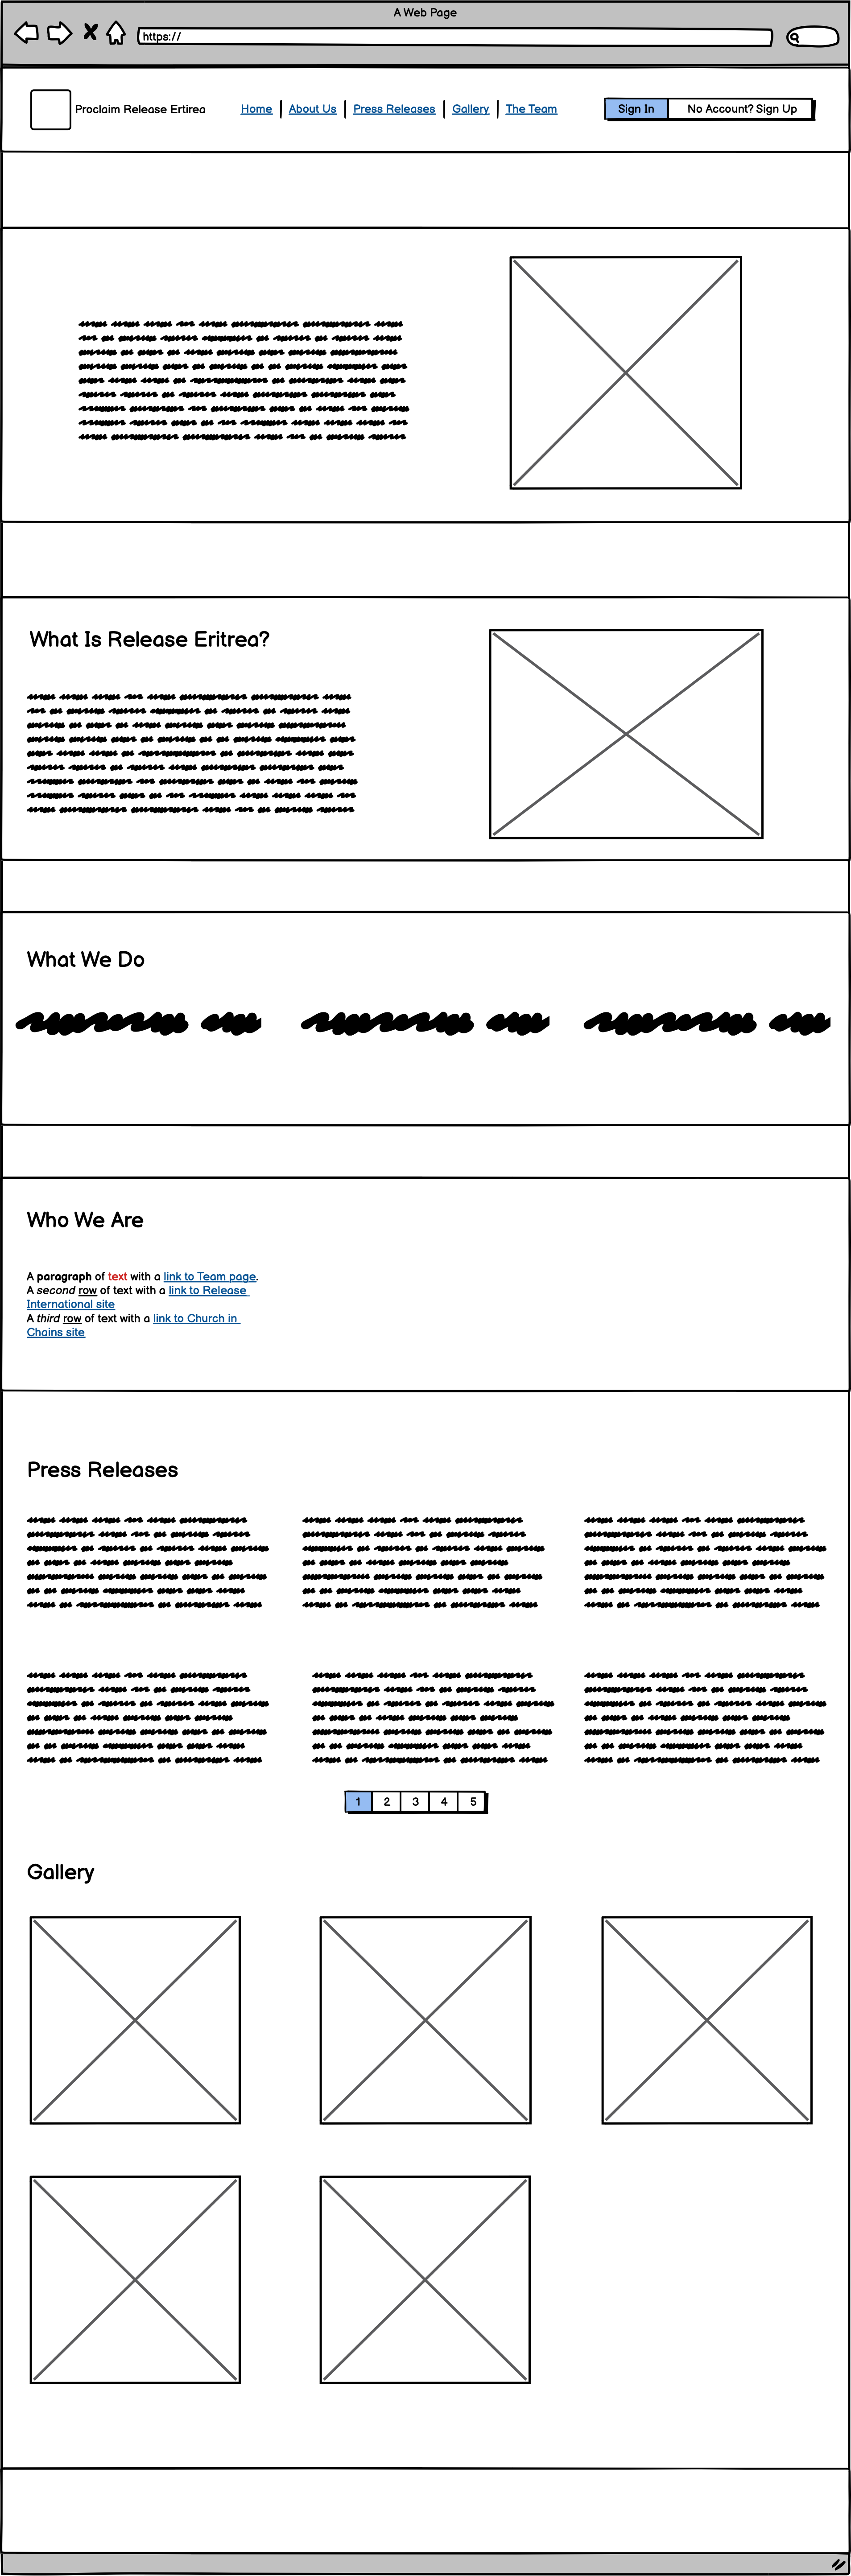 A Web Page
https://
Proclaim Release Ertirea
Home | About Us | Press Releases | Gallery | The Team
Sign In
No Account? Sign Up
What Is Release Eritrea?
What We Do
Who We Are
A paragraph of text with a link to Team page.
A second row of text with a link to Release
International site
A third row of text with a link to Church in
Chains site
Press Releases
1 2 3 4 5
Gallery